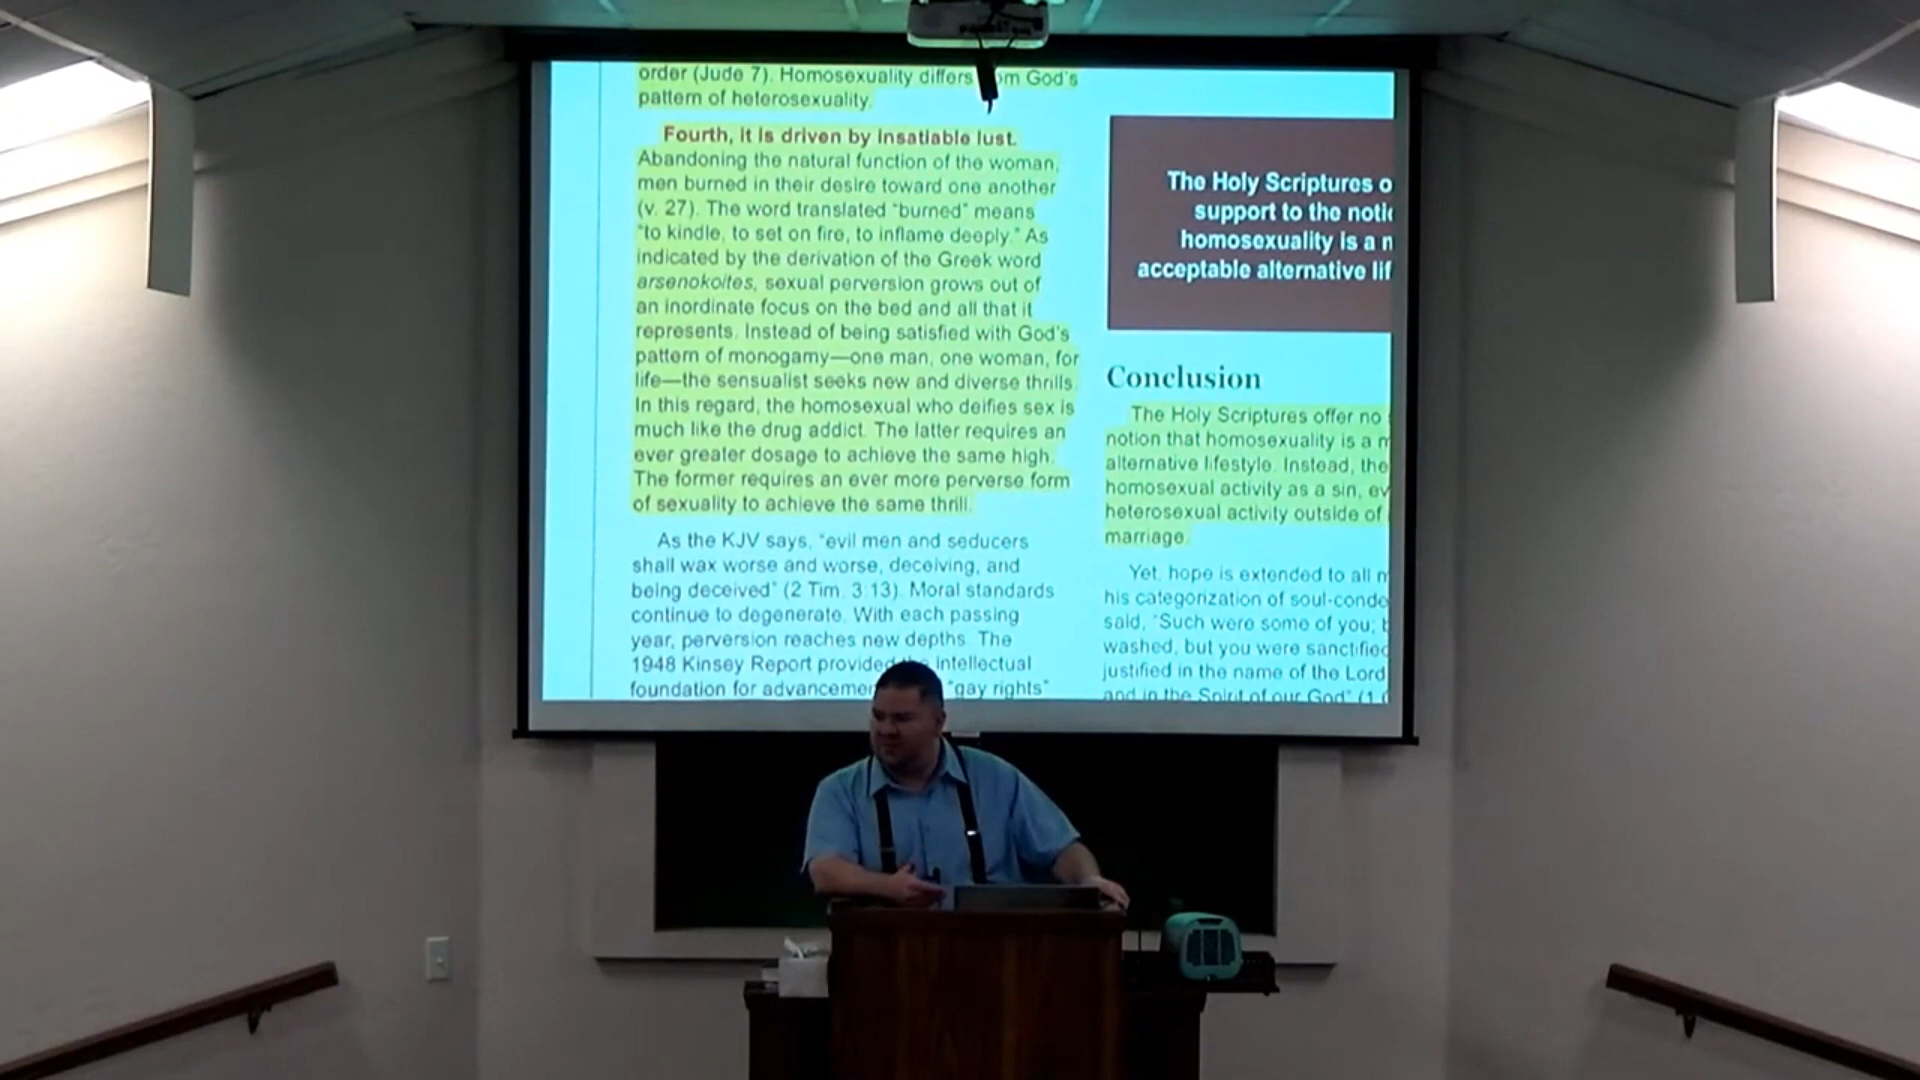 order (Jude 7). Homosexuality differs from God's
pattern of heterosexuality.
Fourth, it is driven by insatiable lust.
Abandoning the natural function of the woman,
men burned in their desire toward one another
(v. 27). The word translated "burned" means
"to kindle, to set on fire, to inflame deeply." As
indicated by the derivation of the Greek word
arsenokoites, sexual perversion grows out of
an inordinate focus on the bed and all that it
represents. Instead of being satisfied with God's
pattern of monogamy—one man, one woman, for
life—the sensualist seeks new and diverse thrills.
In this regard, the homosexual who deifies sex is
much like the drug addict. The latter requires an
ever greater dosage to achieve the same high.
The former requires an ever more perverse form
of sexuality to achieve the same thrill.
As the KJV says, "evil men and seducers
shall wax worse and worse, deceiving, and
being deceived" (2 Tim. 3:13). Moral standards
continue to degenerate. With each passing
year, perversion reaches new depths. The
1948 Kinsey Report provided the intellectual
foundation for "gay rights"
The Holy Scriptures
support to the
homosexuality is a
acceptable alternative
Conclusion
The Holy Scriptures offer no
notion that homosexuality is a
alternative lifestyle. Instead, the
homosexual activity as a sin,
heterosexual activity outside of
marriage.
Yet, hope is extended to all
his categorization of
said, "Such were some of you;
washed, but you were
justified in the name of the Lord
and in the Spirit of our God" (1